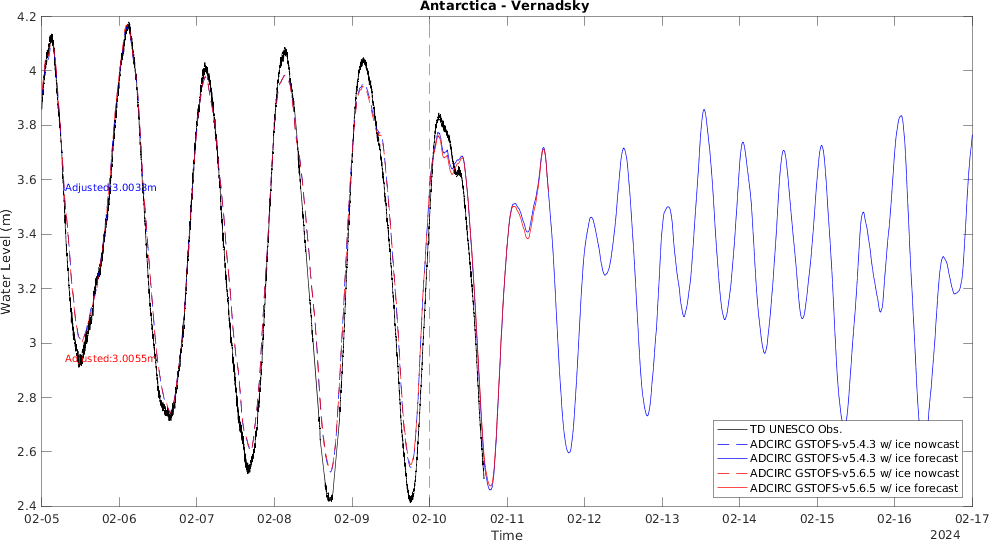 Antarctica - Vernadsky
4.2
4
3.8
3.6
3.4
3.2
3
2.8
2.6
2.4
Water Level (m)
Adjusted:3.0033m
Adjusted:3.0055m
TD UNESCO Obs.
ADCIRC GSTOFS-v5.4.3 w/ ice nowcast
ADCIRC GSTOFS-v5.4.3 w/ ice forecast
ADCIRC GSTOFS-v5.6.5 w/ ice nowcast
ADCIRC GSTOFS-v5.6.5 w/ ice forecast
02-05 02-06 02-07 02-08 02-09 02-10 02-11 02-12 02-13 02-14 02-15 02-16 02-17
Time
2024